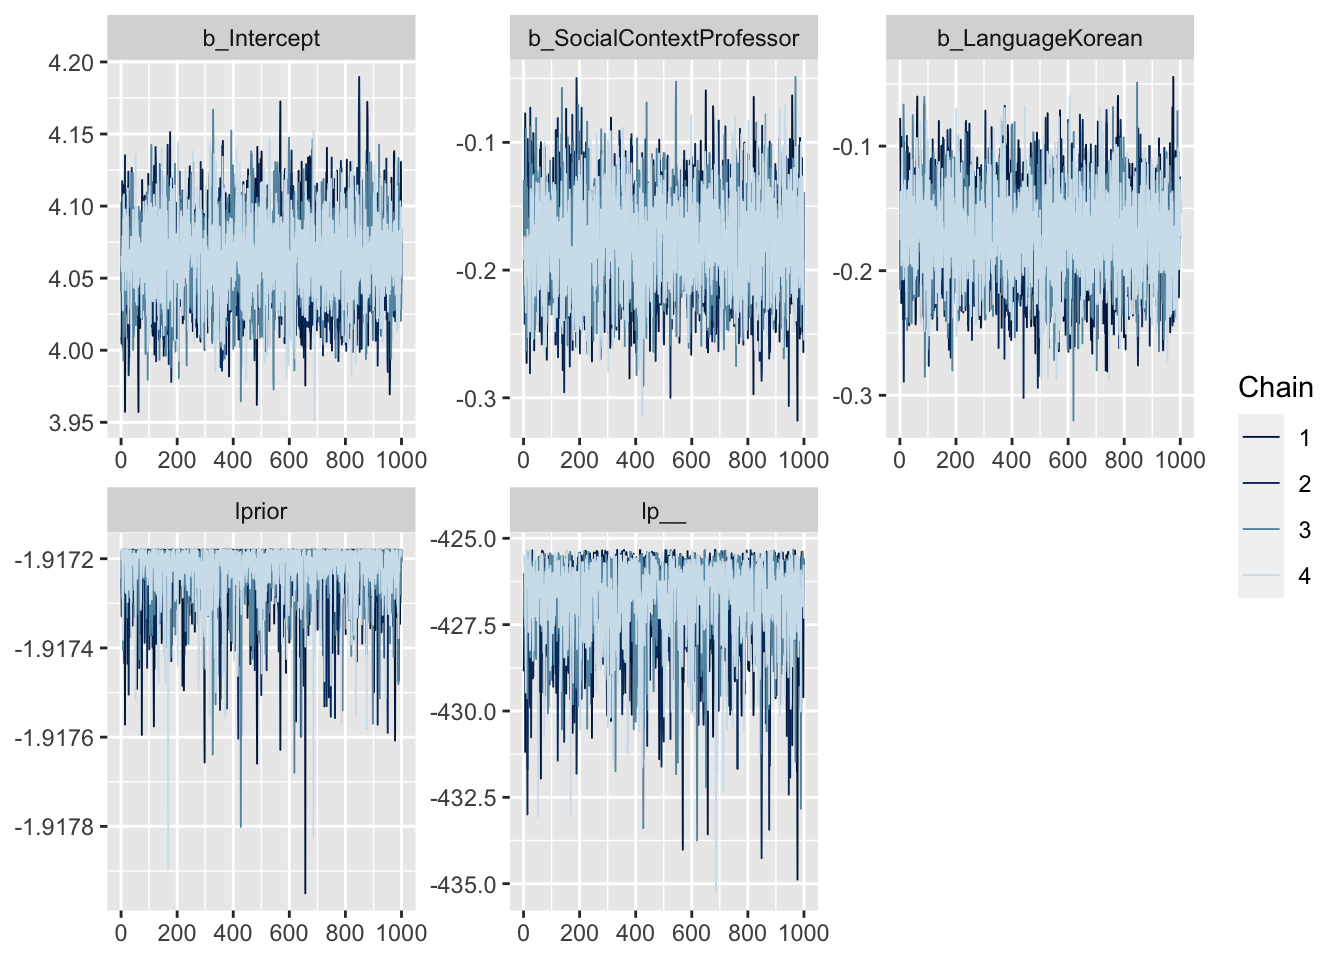 b_Intercept
4.20
4.15
4.10
4.05
4.00
3.95
0 200 400 600 800 1000
b_SocialContextProfessor
-0.1
-0.2
-0.3
0 200 400 600 800 1000
b_LanguageKorean
-0.1
-0.2
-0.3
0 200 400 600 800 1000
lprior
-1.9172
-1.9174
-1.9176
-1.9178
0 200 400 600 800 1000
lp__
-425.0
-427.5
-430.0
-432.5
-435.0
0 200 400 600 800 1000
Chain
1
2
3
4